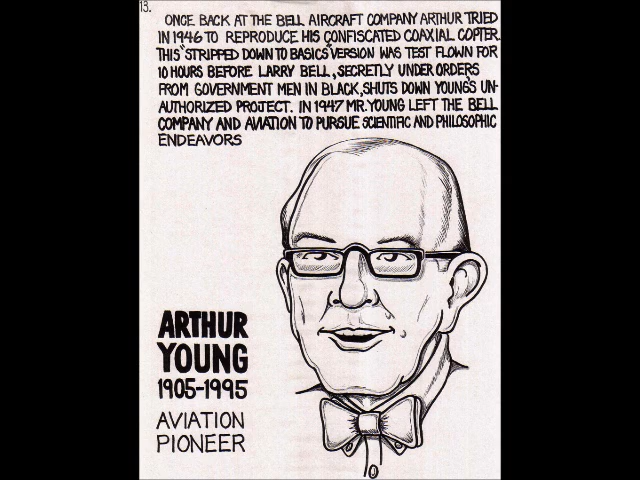 13.
ONCE BACK AT THE BELL AIRCRAFT COMPANY ARTHUR TRIED
IN 1946 TO REPRODUCE HIS CONFISCATED COAXIAL COPTER.
THIS "STRIPPED DOWN TO BASICS" VERSION WAS TEST FLOWN FOR
10 HOURS BEFORE LARRY BELL, SECRETLY UNDER ORDERS
FROM GOVERNMENT MEN IN BLACK, SHUTS DOWN YOUNG'S UN-
AUTHORIZED PROJECT. IN 1947 MR. YOUNG LEFT THE BELL
COMPANY AND AVIATION TO PURSUE SCIENTIFIC AND PHILOSOPHIC
ENDEAVORS
ARTHUR
YOUNG
1905-1995
AVIATION
PIONEER